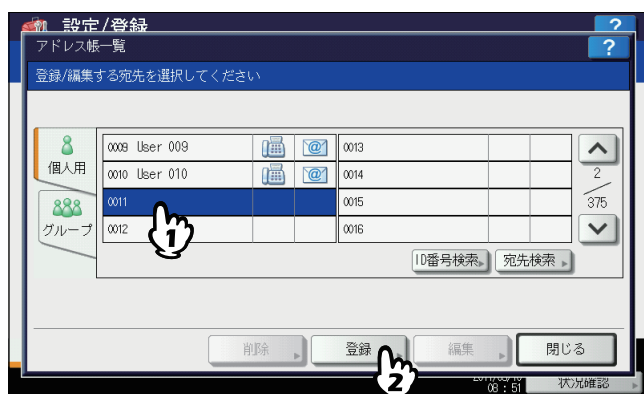 設定/登録
?
アドレス帳一覧
?
登録/編集する宛先を選択してください
個人用
グループ
0009 User 009
0010 User 010
0011
0012
0013
0014
0015
0016
2
375
1
ID番号検索
宛先検索
削除
登録
編集
閉じる
2
08:51
状況確認